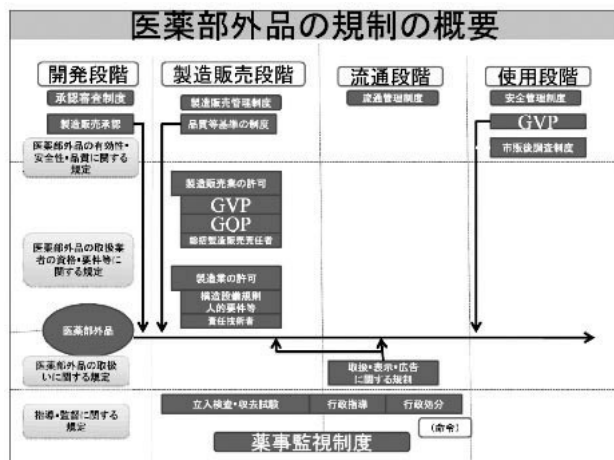 医薬部外品の規制の概要
開発段階
製造販売段階
流通段階
使用段階
承認審査制度
製造販売管理制度
流通管理制度
安全管理制度
製造販売承認
品質等基準の制度
GVP
市販後調査制度
医薬部外品の有効性・
安全性・品質に関する
規定
製造販売業の許可
GVP
GOP
総括製造販売責任者
医薬部外品の取扱業
者の資格・要件等に
関する規定
製造業の許可
構造設備規則
人的要件等
責任技術者
医薬部外品
医薬部外品の取扱
いに関する規定
取扱・表示・広告
に関する規制
指導・監督に関する
規定
立入検査・収去試験
行政指導
行政処分
(命令)
薬事監視制度